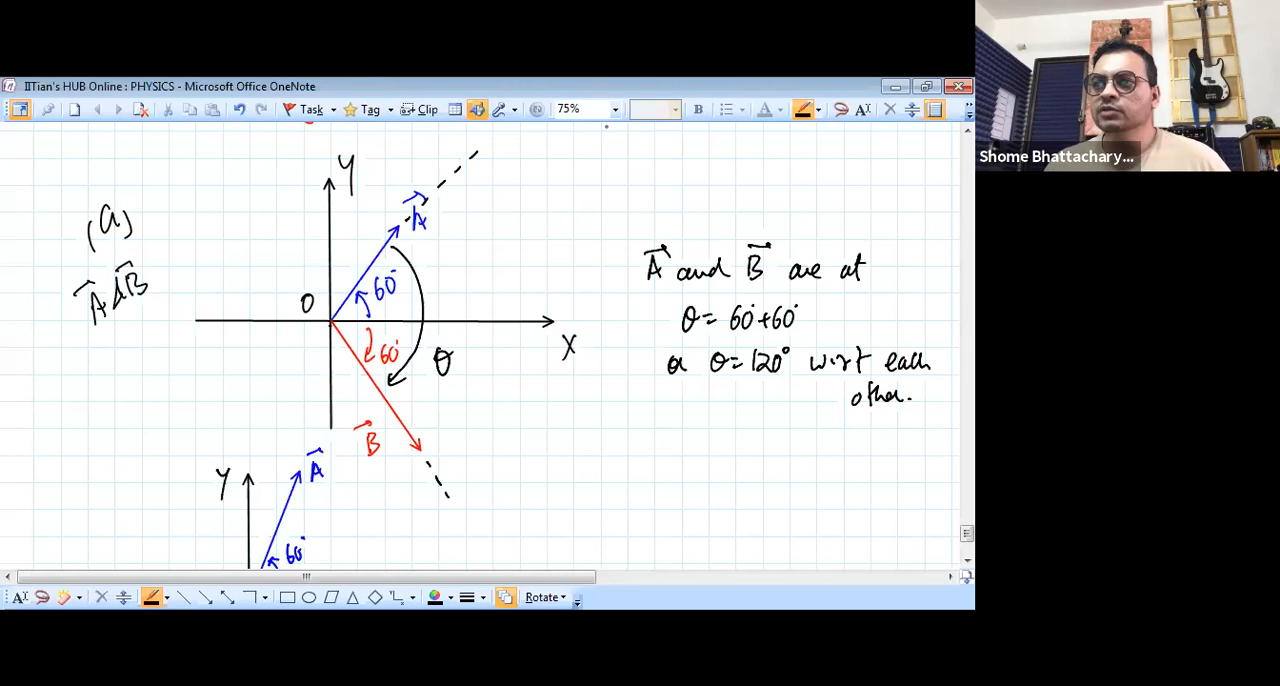 IITian's HUB Online : PHYSICS - Microsoft Office OneNote
Task Tag Clip 75% B A A
Y
(a)
A⃗ & B⃗
A⃗
60°
O
X
60°
θ
B⃗
A⃗ and B⃗ are at
θ = 60°+60°
or θ = 120° w.r.t each
other.
Y
A⃗
60°
A Rotate
Shome Bhattachary...